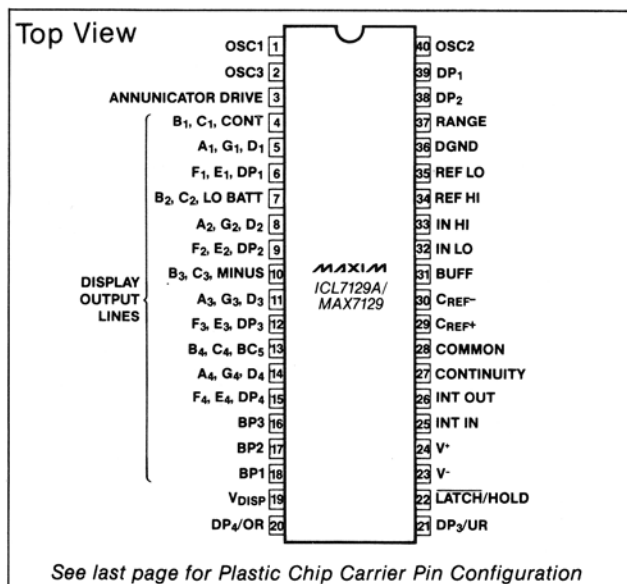 Top View
OSC1 1
OSC3 2
ANNUNICATOR DRIVE 3
B1, C1, CONT 4
A1, G1, D1 5
F1, E1, DP1 6
B2, C2, LO BATT 7
A2, G2, D2 8
F2, E2, DP2 9
B3, C3, MINUS 10
A3, G3, D3 11
F3, E3, DP3 12
B4, C4, BC5 13
A4, G4, D4 14
F4, E4, DP4 15
BP3 16
BP2 17
BP1 18
VDISP 19
DP4/OR 20
DISPLAY
OUTPUT
LINES
MAXIM
ICL7129A/
MAX7129
40 OSC2
39 DP1
38 DP2
37 RANGE
36 DGND
35 REF LO
34 REF HI
33 IN HI
32 IN LO
31 BUFF
30 CREF-
29 CREF+
28 COMMON
27 CONTINUITY
26 INT OUT
25 INT IN
24 V+
23 V-
22 LATCH/HOLD
21 DP3/UR
See last page for Plastic Chip Carrier Pin Configuration